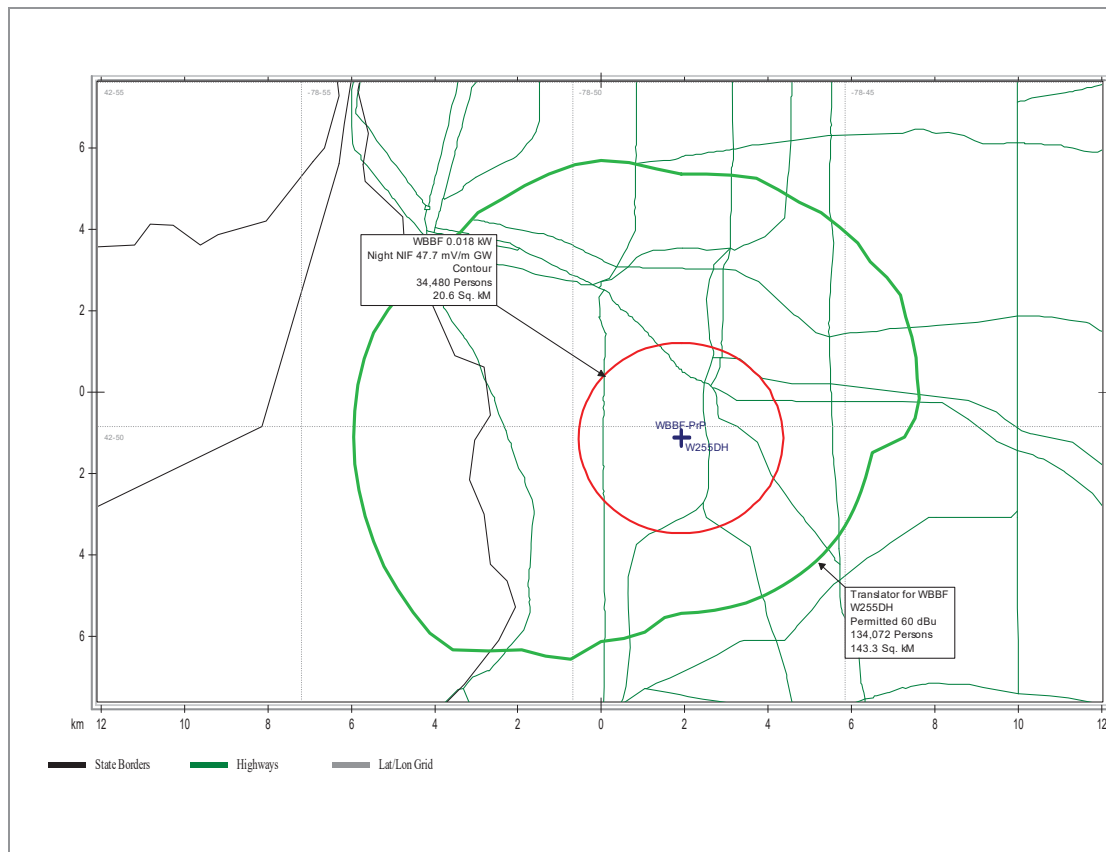 42-55
-78-55
-78-50
-78-45
6
4
2
0
2
4
6
WBBF 0.018 kW
Night NIF 47.7 mV/m GW
Contour
34,480 Persons
20.6 Sq. kM
42-50
WBBF-PrP
W255DH
Translator for WBBF
W255DH
Permitted 60 dBu
134,072 Persons
143.3 Sq. kM
km 12 10 8 6 4 2 0 2 4 6 8 10 12
State Borders Highways Lat/Lon Grid